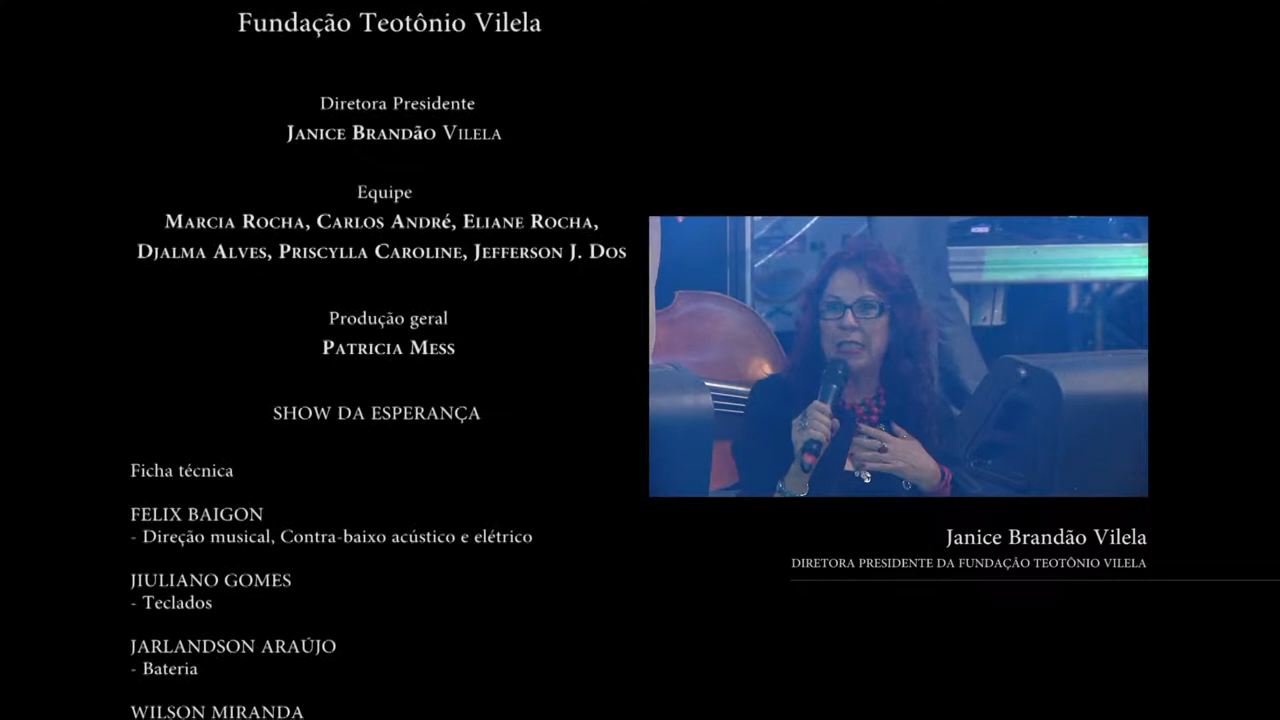 Fundação Teotônio Vilela
Diretora Presidente
Janice Brandão Vilela
Equipe
Marcia Rocha, Carlos André, Eliane Rocha,
Djalma Alves, Priscylla Caroline, Jefferson J. Dos
Produção geral
Patricia Mess
SHOW DA ESPERANÇA
Ficha técnica
FELIX BAIGON
- Direção musical, Contra-baixo acústico e elétrico
JIULIANO GOMES
- Teclados
JARLANDSON ARAÚJO
- Bateria
WILSON MIRANDA
Janice Brandão Vilela
DIRETORA PRESIDENTE DA FUNDAÇÃO TEOTÔNIO VILELA